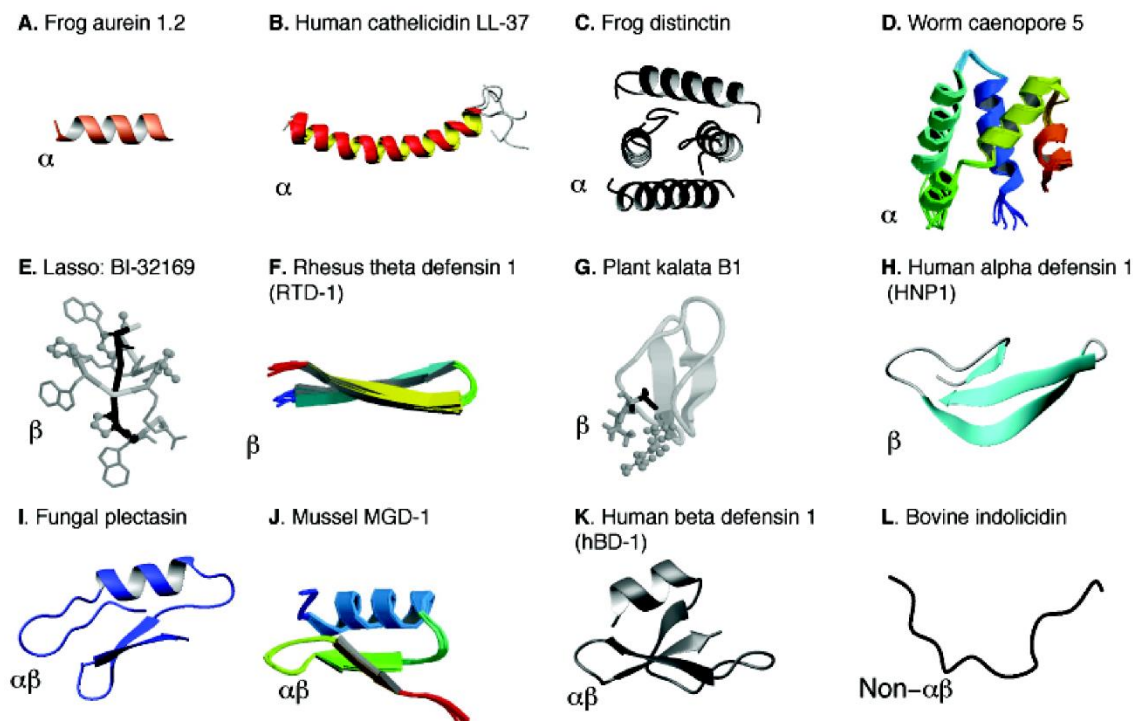 A. Frog aurein 1.2
B. Human cathelicidin LL-37
C. Frog distinctin
D. Worm caenopore 5
α
α
α
α
E. Lasso: BI-32169
F. Rhesus theta defensin 1
(RTD-1)
G. Plant kalata B1
H. Human alpha defensin 1
(HNP1)
β
β
β
β
I. Fungal plectasin
J. Mussel MGD-1
K. Human beta defensin 1
(hBD-1)
L. Bovine indolicidin
αβ
αβ
αβ
Non-αβ